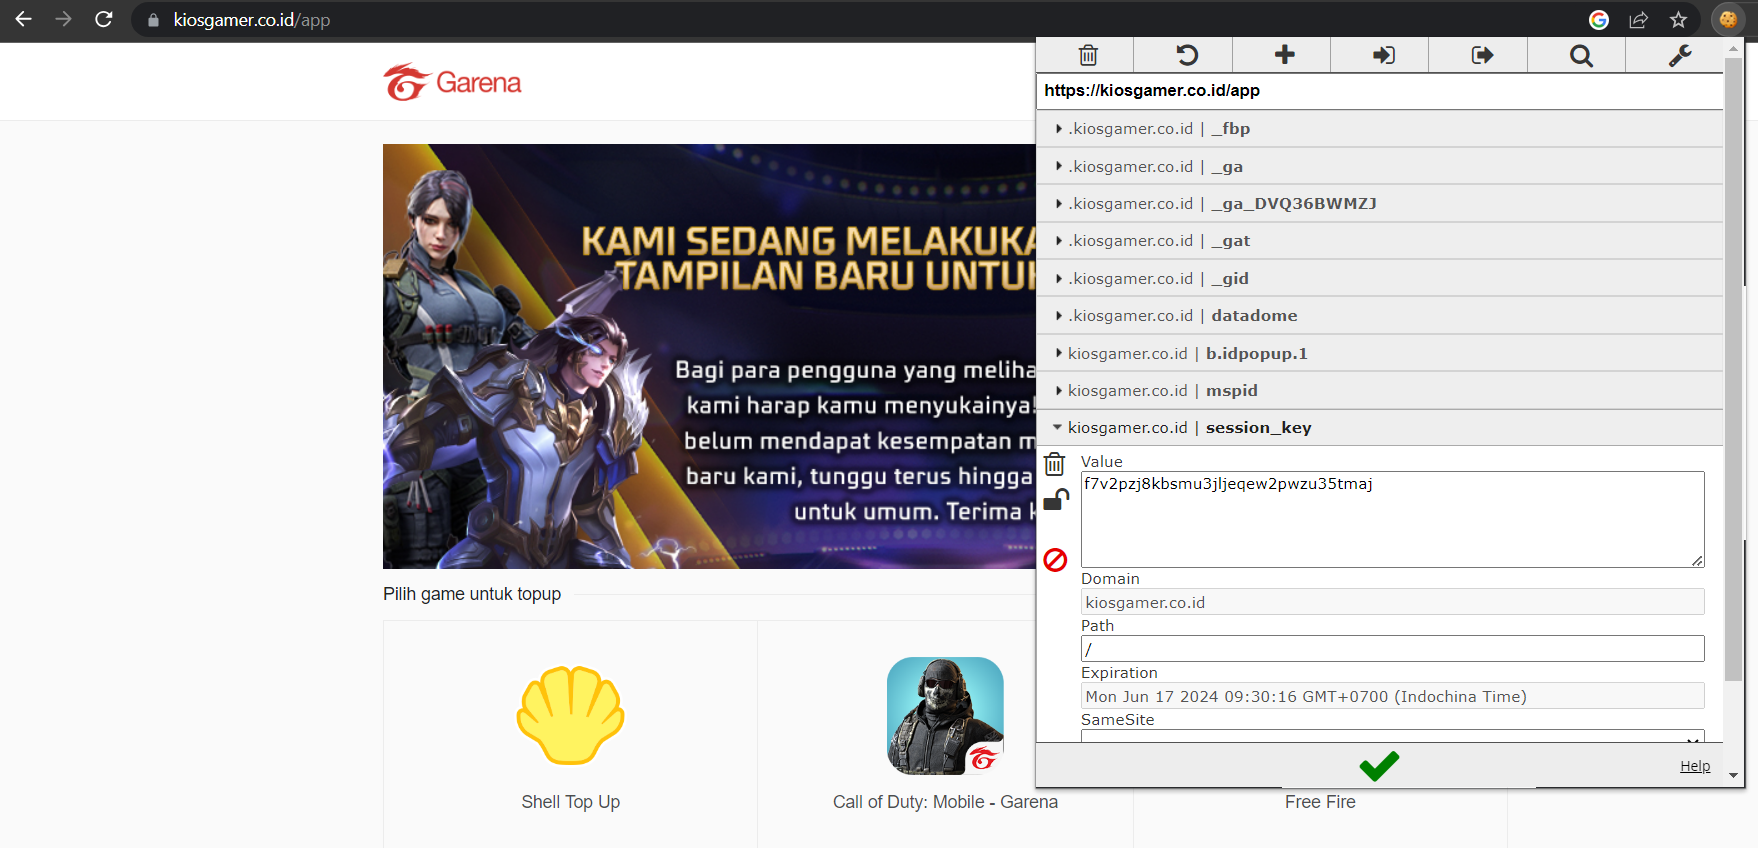 kiosgamer.co.id/app
Garena
KAMI SEDANG MELAKUKA
TAMPILAN BARU UNTUK
Bagi para pengguna yang meliha
kami harap kamu menyukainya!
belum mendapat kesempatan m
baru kami, tunggu terus hingga
untuk umum. Terima k
Pilih game untuk topup
Shell Top Up
Call of Duty: Mobile - Garena
Free Fire
https://kiosgamer.co.id/app
.kiosgamer.co.id | _fbp
.kiosgamer.co.id | _ga
.kiosgamer.co.id | _ga_DVQ36BWMZJ
.kiosgamer.co.id | _gat
.kiosgamer.co.id | _gid
.kiosgamer.co.id | datadome
kiosgamer.co.id | b.idpopup.1
kiosgamer.co.id | mspid
kiosgamer.co.id | session_key
Value
f7v2pzj8kbsmu3jljeqew2pwzu35tmaj
Domain
kiosgamer.co.id
Path
/
Expiration
Mon Jun 17 2024 09:30:16 GMT+0700 (Indochina Time)
SameSite
Help